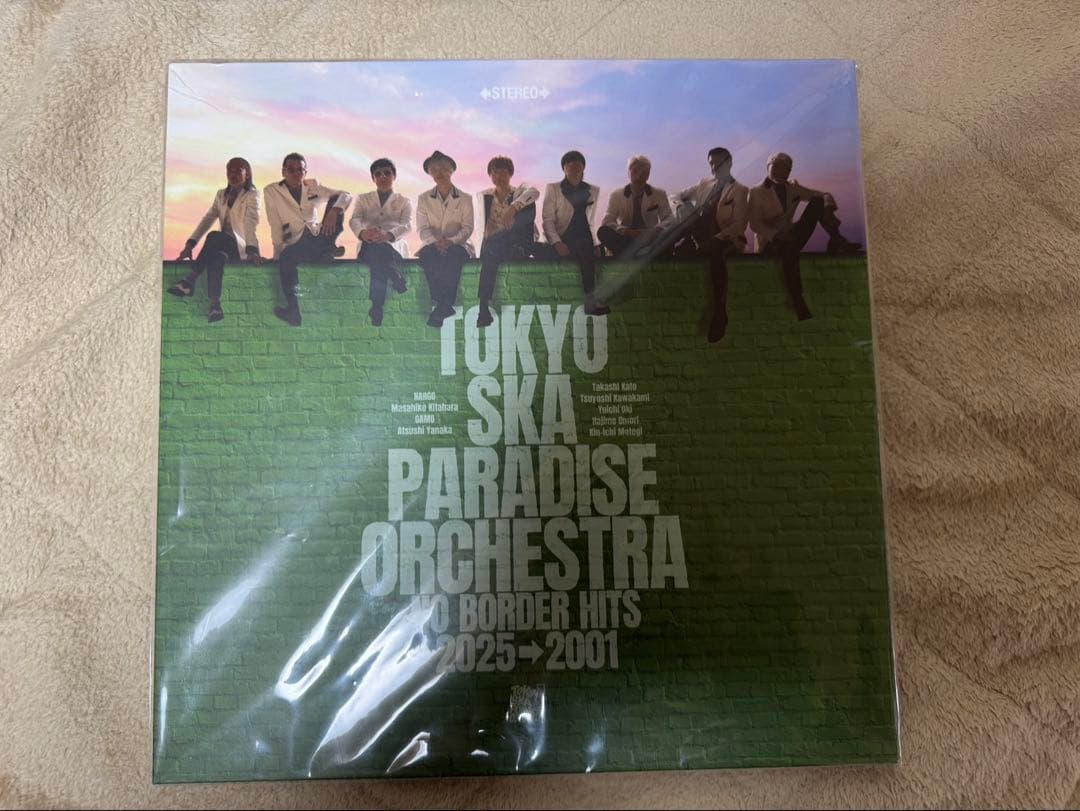 ←STEREO→
TOKYO
SKA
PARADISE
ORCHESTRA
NARGO
Masahiko Kitahara
GAMO
Atsushi Yanaka
Takashi Kato
Tsuyoshi Kawakami
Yuichi Oki
Hajime Omori
Kin-ichi Motegi
NO BORDER HITS
2025→2001